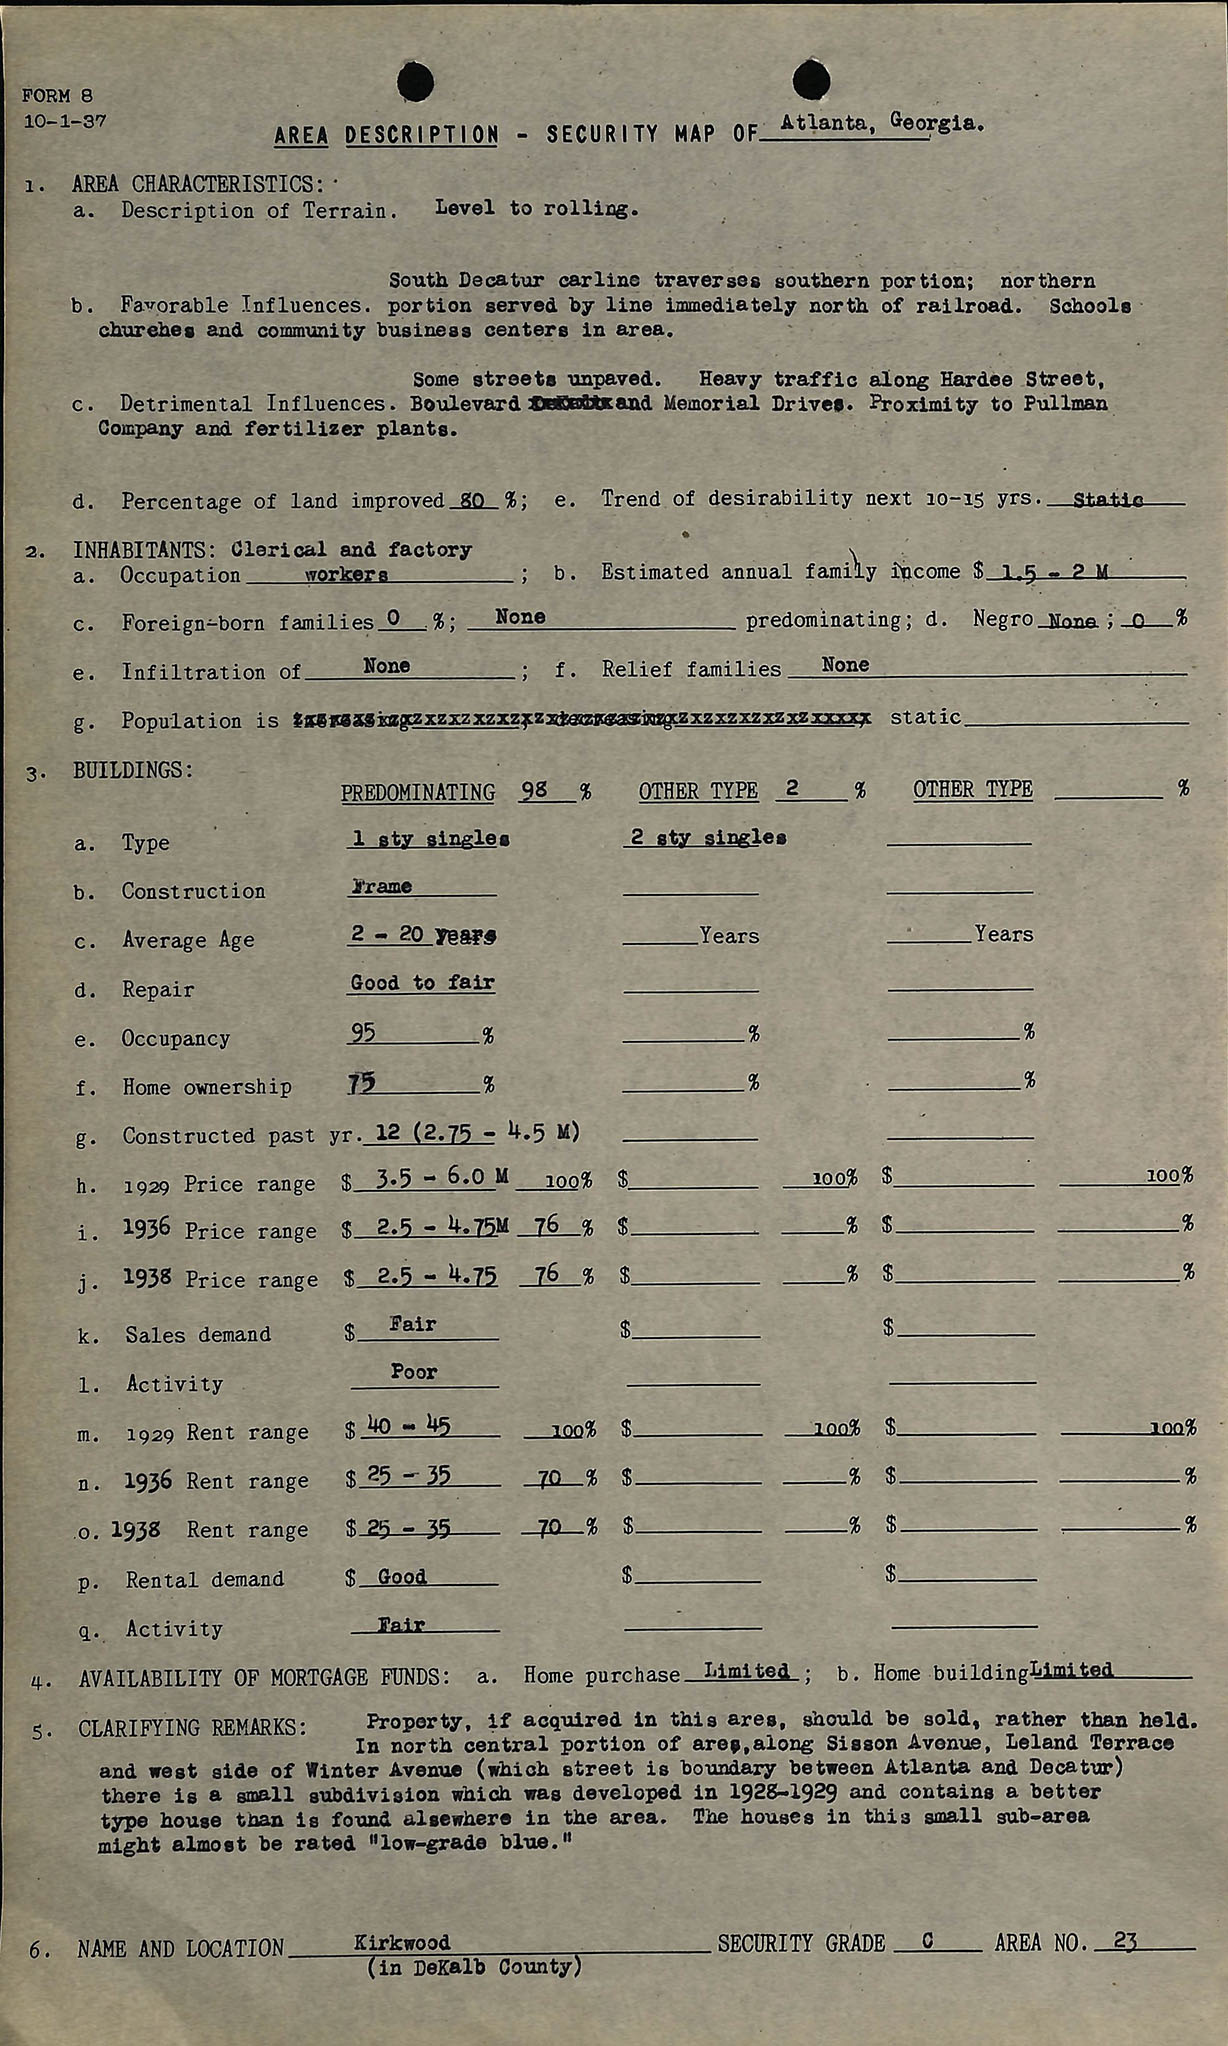 FORM 8
10-1-37
AREA DESCRIPTION - SECURITY MAP OF Atlanta, Georgia.
1. AREA CHARACTERISTICS:
a. Description of Terrain. Level to rolling.
South Decatur carline traverses southern portion; northern
b. Favorable Influences. portion served by line immediately north of railroad. Schools
churches and community business centers in area.
Some streets unpaved. Heavy traffic along Hardee Street,
c. Detrimental Influences. Boulevard and Memorial Drives. Proximity to Pullman
Company and fertilizer plants.
d. Percentage of land improved 80 %; e. Trend of desirability next 10-15 yrs. Static
2. INHABITANTS: Clerical and factory
a. Occupation workers ; b. Estimated annual family income $ 1.5 - 2 M
c. Foreign-born families 0 %; None predominating; d. Negro None ; 0 %
e. Infiltration of None ; f. Relief families None
g. Population is static
3. BUILDINGS:
PREDOMINATING 98 % OTHER TYPE 2 % OTHER TYPE %
a. Type 1 sty singles 2 sty singles
b. Construction Frame
c. Average Age 2 - 20 years Years Years
d. Repair Good to fair
e. Occupancy 95 % % %
f. Home ownership 75 % % %
g. Constructed past yr. 12 (2.75 - 4.5 M)
h. 1929 Price range $ 3.5 - 6.0 M 100% $ 100% $ 100%
i. 1936 Price range $ 2.5 - 4.75M 76 % $ % $ %
j. 1938 Price range $ 2.5 - 4.75 76 % $ % $ %
k. Sales demand $ Fair $ $
l. Activity Poor
m. 1929 Rent range $ 40 - 45 100% $ 100% $ 100%
n. 1936 Rent range $ 25 - 35 70 % $ % $ %
o. 1938 Rent range $ 25 - 35 70 % $ % $ %
p. Rental demand $ Good $ $
q. Activity Fair
4. AVAILABILITY OF MORTGAGE FUNDS: a. Home purchase Limited ; b. Home building Limited
5. CLARIFYING REMARKS: Property, if acquired in this area, should be sold, rather than held.
In north central portion of area, along Sisson Avenue, Leland Terrace
and west side of Winter Avenue (which street is boundary between Atlanta and Decatur)
there is a small subdivision which was developed in 1928-1929 and contains a better
type house than is found alsewhere in the area. The houses in this small sub-area
might almost be rated "low-grade blue."
6. NAME AND LOCATION Kirkwood SECURITY GRADE C AREA NO. 23
(in DeKalb County)